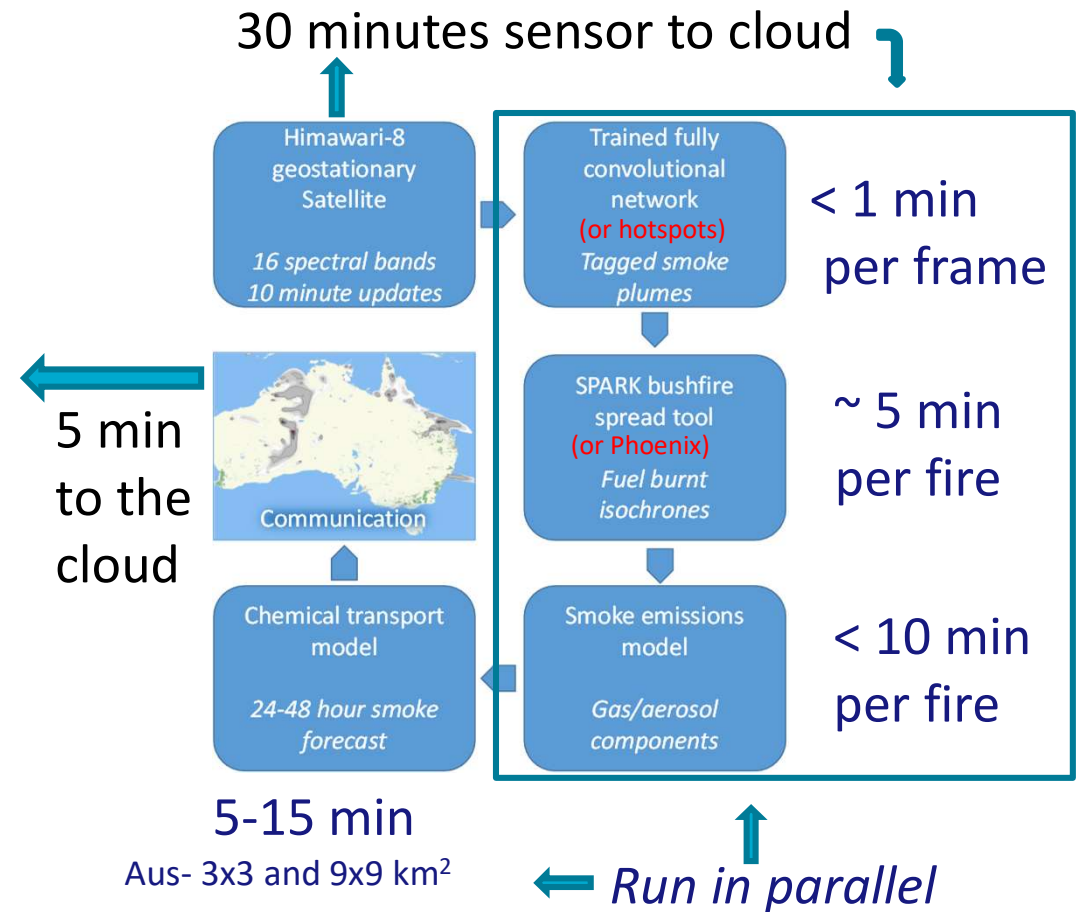 30 minutes sensor to cloud
Himawari-8
geostationary
Satellite
16 spectral bands
10 minute updates
Trained fully
convolutional
network
(or hotspots)
Tagged smoke
plumes
< 1 min
per frame
5 min
to the
cloud
Communication
SPARK bushfire
spread tool
(or Phoenix)
Fuel burnt
isochrones
~ 5 min
per fire
Chemical transport
model
24-48 hour smoke
forecast
Smoke emissions
model
Gas/aerosol
components
< 10 min
per fire
5-15 min
Aus- 3x3 and 9x9 km²
Run in parallel